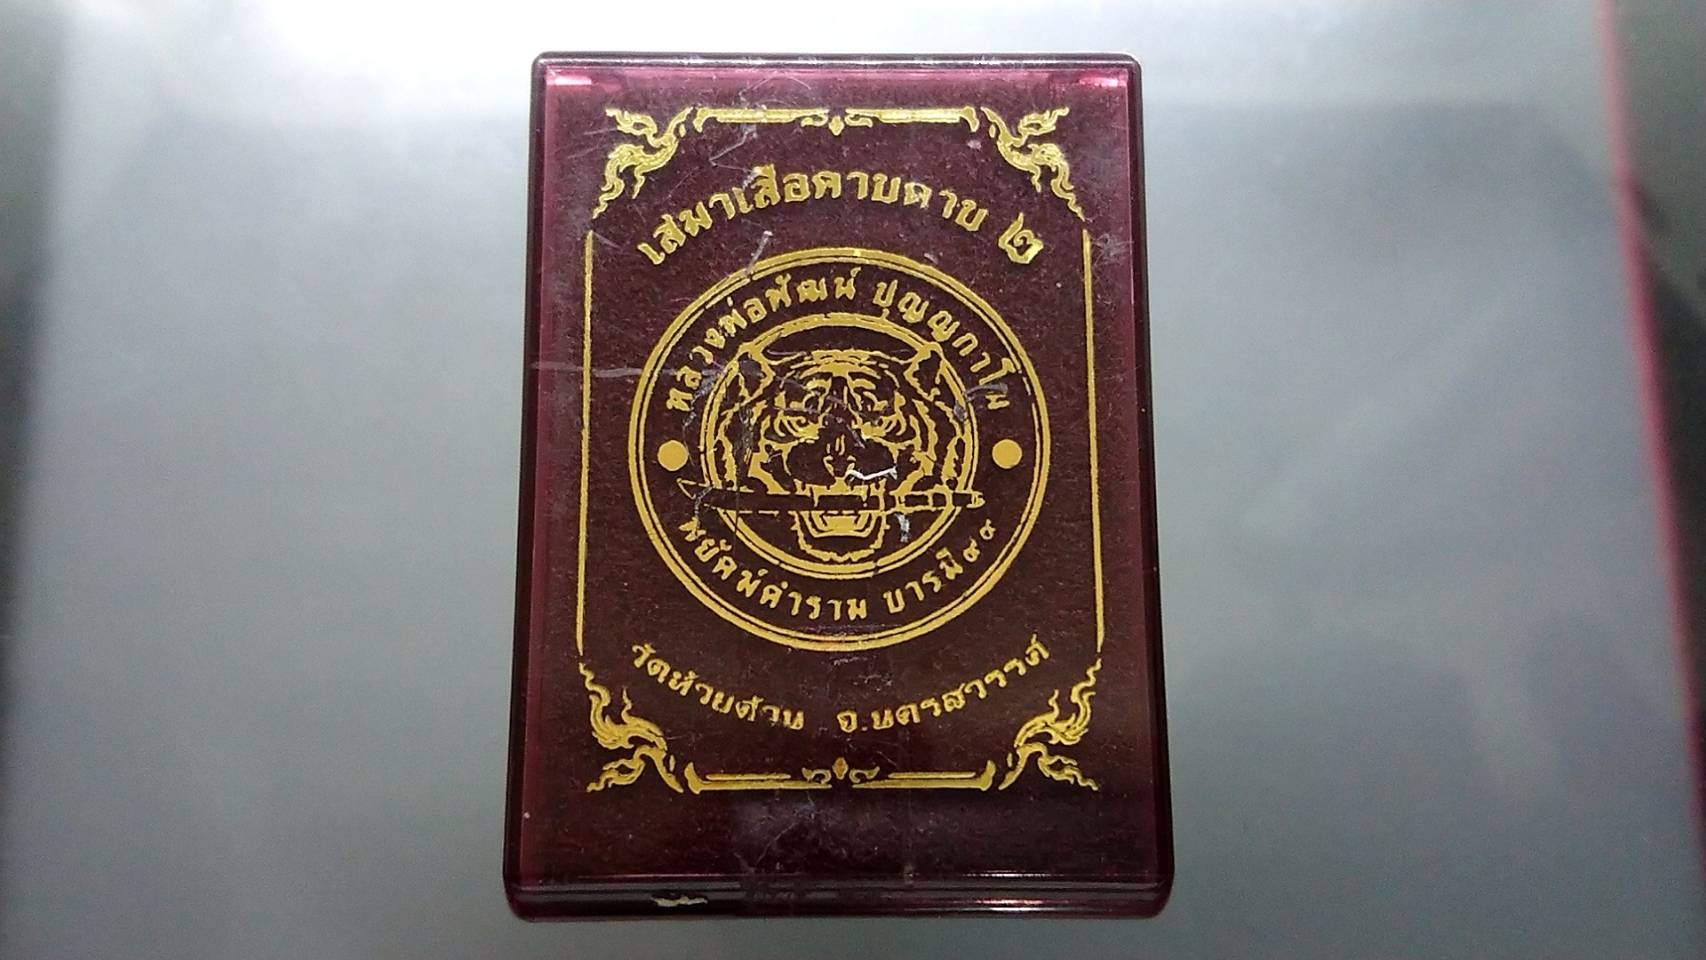 เสมาเสือคาบดาบ ๒
หลวงพ่อพัฒน์ ปุญญกาโม
พยัคฆ์คำราม บารมี๙๙
วัดห้วยด้วน จ.นครสวรรค์